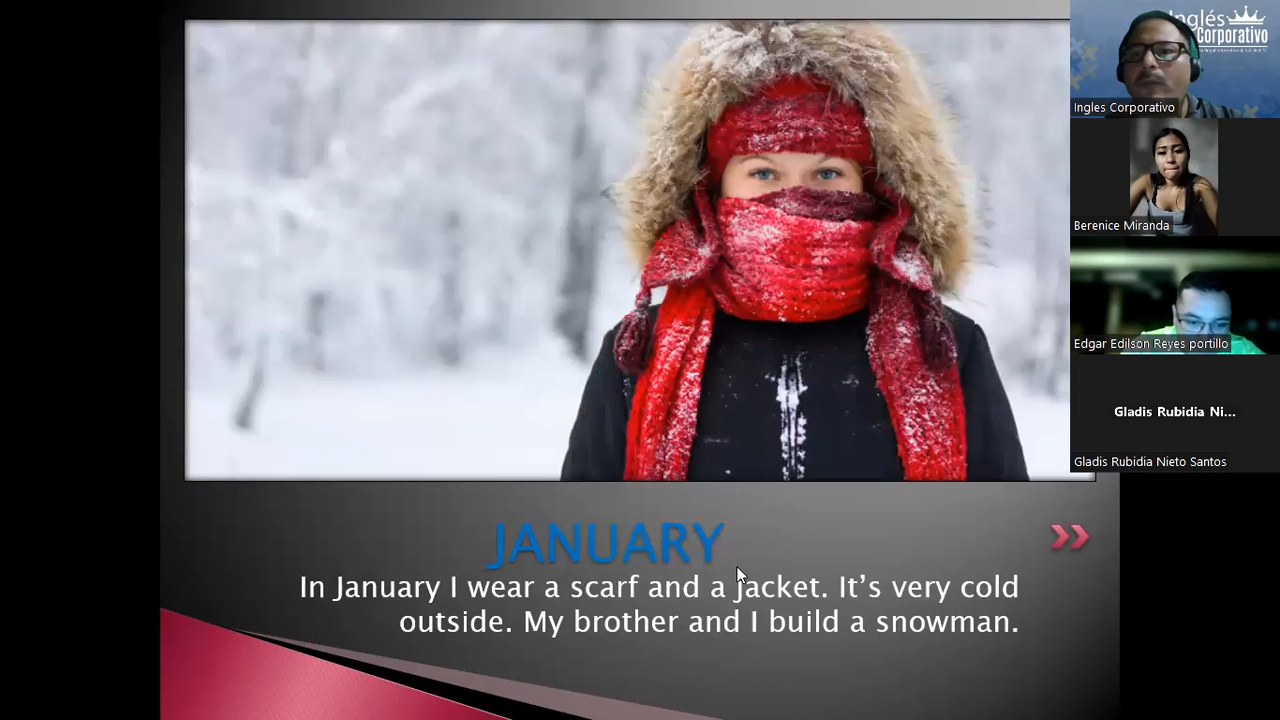 Inglés
Corporativo
Ingles Corporativo
Berenice Miranda
Edgar Edilson Reyes portillo
Gladis Rubidia Ni...
Gladis Rubidia Nieto Santos
JANUARY
In January I wear a scarf and a jacket. It’s very cold
outside. My brother and I build a snowman.